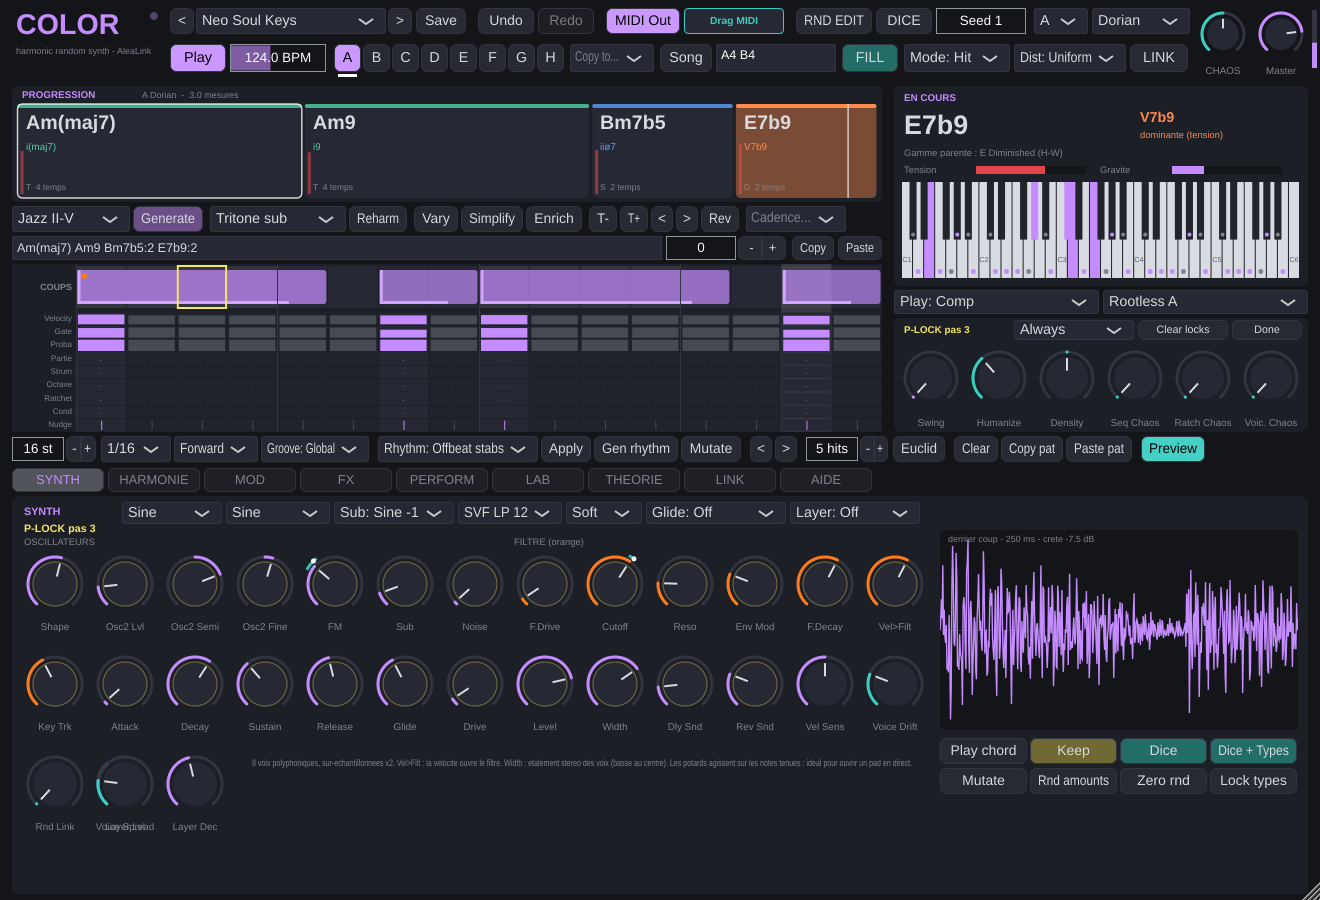 COLOR
harmonic random synth - AleaLink
< Neo Soul Keys > Save Undo Redo MIDI Out Drag MIDI RND EDIT DICE Seed 1 A Dorian
Play 124.0 BPM A B C D E F G H Copy to... Song A4 B4 FILL Mode: Hit Dist: Uniform LINK
CHAOS Master
PROGRESSION A Dorian - 3.0 mesures
Am(maj7) Am9 Bm7b5 E7b9
i(maj7) i9 iiø7 V7b9
T 4 temps T 4 temps S 2 temps D 2 temps
EN COURS
E7b9 V7b9
dominante (tension)
Gamme parente : E Diminished (H-W)
Tension Gravite
C1 C2 C3 C4 C5 C6
Jazz II-V Generate Tritone sub Reharm Vary Simplify Enrich T- T+ < > Rev Cadence...
Am(maj7) Am9 Bm7b5:2 E7b9:2 0 - + Copy Paste
Play: Comp Rootless A
COUPS
Velocity
Gate
Proba
Partie
Strum
Octave
Ratchet
Cond
Nudge
P-LOCK pas 3 Always Clear locks Done
Swing Humanize Density Seq Chaos Ratch Chaos Voic. Chaos
16 st - + 1/16 Forward Groove: Global Rhythm: Offbeat stabs Apply Gen rhythm Mutate < > 5 hits - + Euclid Clear Copy pat Paste pat Preview
SYNTH HARMONIE MOD FX PERFORM LAB THEORIE LINK AIDE
SYNTH Sine Sine Sub: Sine -1 SVF LP 12 Soft Glide: Off Layer: Off
P-LOCK pas 3
OSCILLATEURS FILTRE (orange)
dernier coup - 250 ms - crete -7.5 dB
Shape Osc2 Lvl Osc2 Semi Osc2 Fine FM Sub Noise F.Drive Cutoff Reso Env Mod F.Decay Vel>Filt
Key Trk Attack Decay Sustain Release Glide Drive Level Width Dly Snd Rev Snd Vel Sens Voice Drift
8 voix polyphoniques, sur-echantillonnees x2. Vel>Filt : la velocite ouvre le filtre. Width : etalement stereo des voix (basse au centre). Les potards agissent sur les notes tenues : ideal pour ouvrir un pad en direct.
Rnd Link Layer Dec
Play chord Keep Dice Dice + Types
Mutate Rnd amounts Zero rnd Lock types